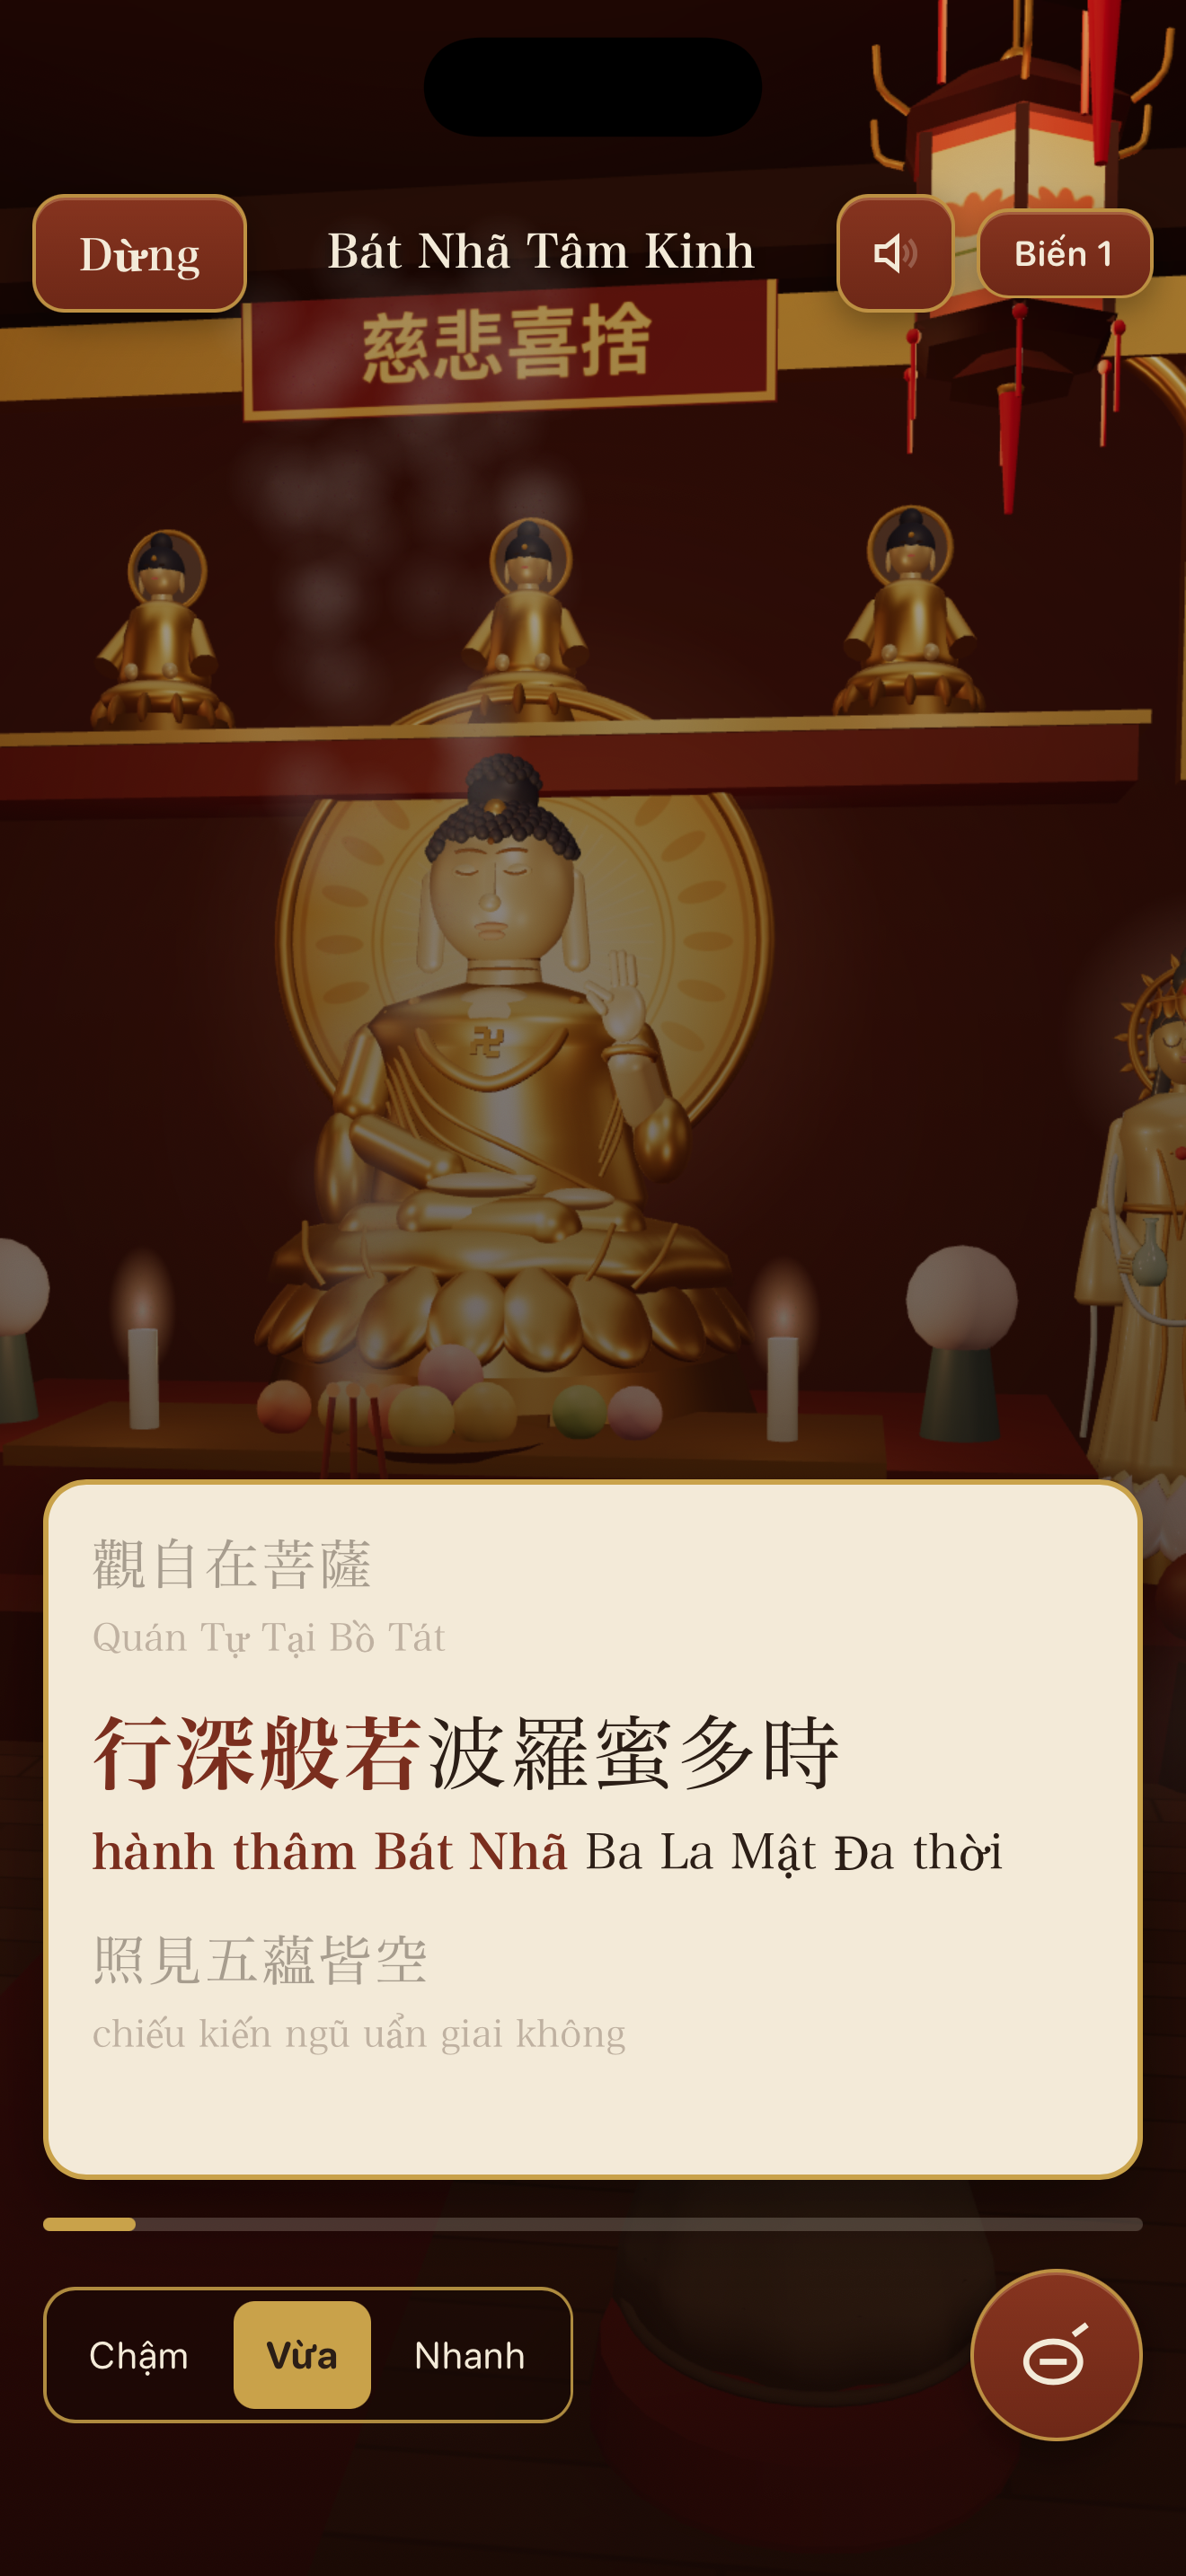 Dừng
Bát Nhã Tâm Kinh
Biến 1
慈悲喜捨
卍
觀自在菩薩
Quán Tự Tại Bồ Tát
行深般若波羅蜜多時
hành thâm Bát Nhã Ba La Mật Đa thời
照見五蘊皆空
chiếu kiến ngũ uẩn giai không
Chậm
Vừa
Nhanh